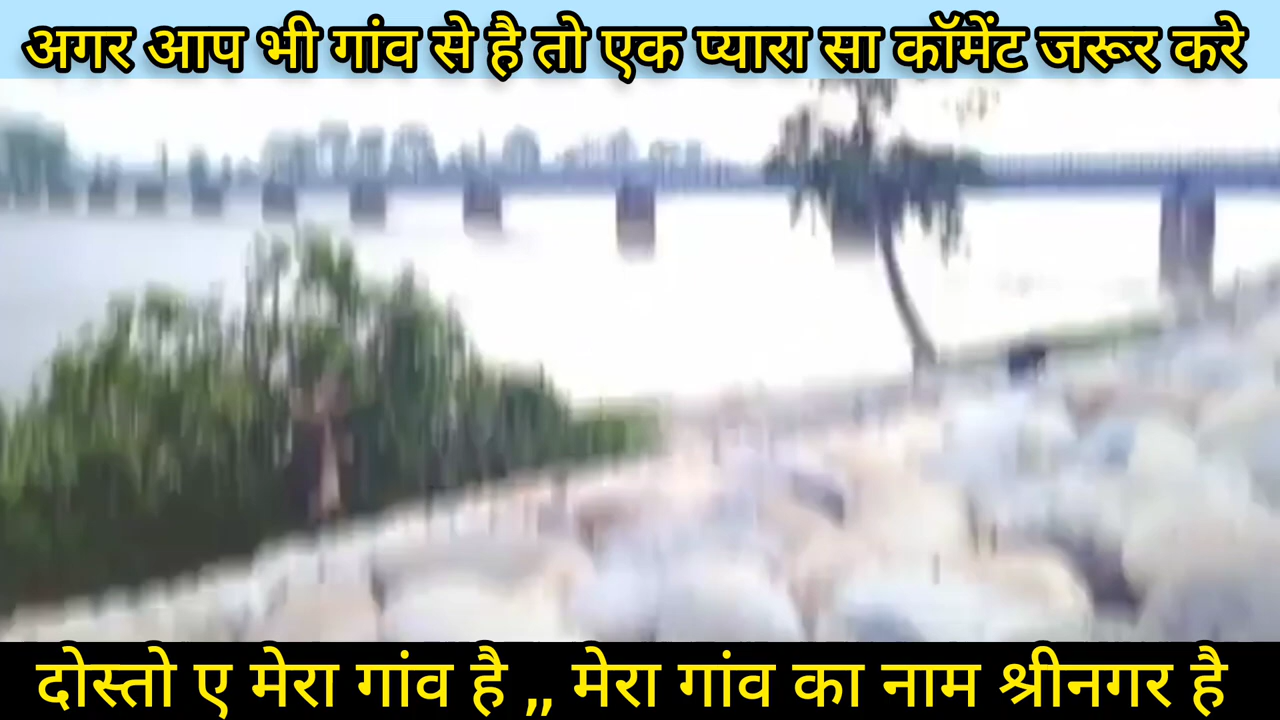 अगर आप भी गांव से है तो एक प्यारा सा कॉमेंट जरूर करे
दोस्तो ए मेरा गांव है ,, मेरा गांव का नाम श्रीनगर है